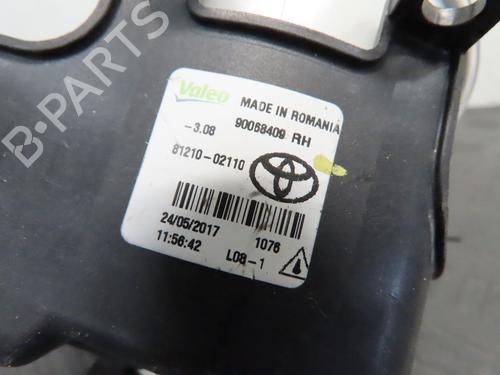 B-PARTS
Valeo
MADE IN ROMANIA
-3.08
90068409 RH
81210-02110
24/05/2017
1076
11:56:42
L08-1